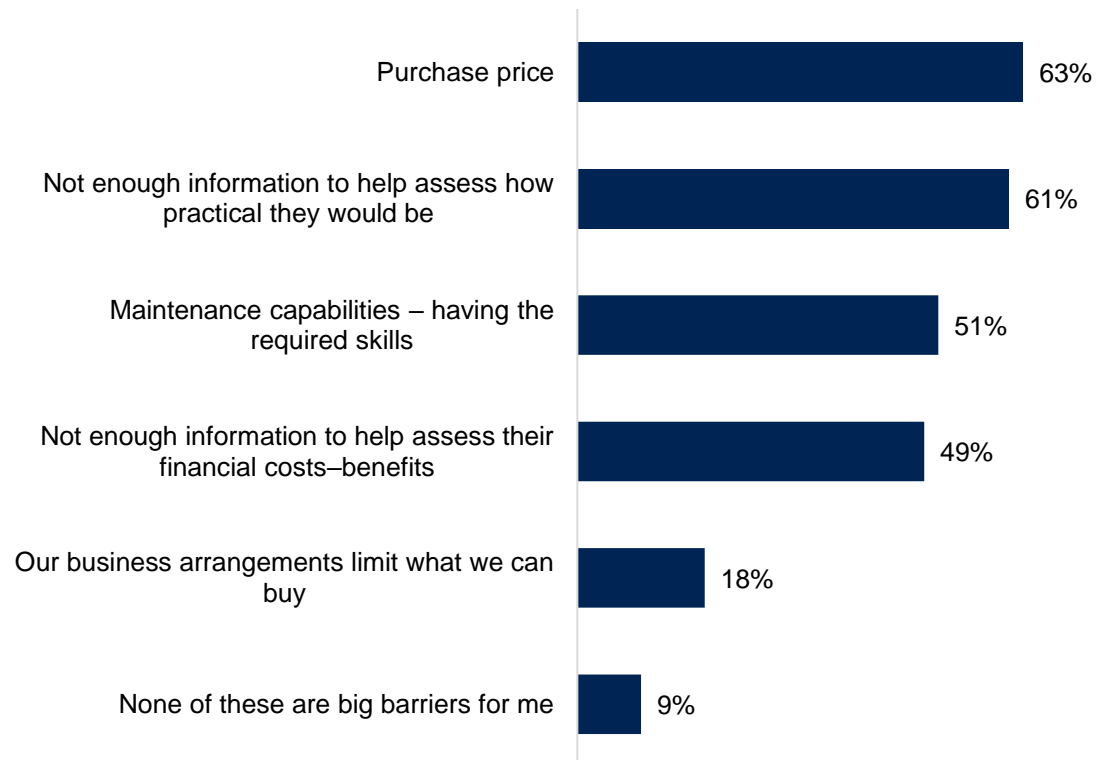 Purchase price
63%
Not enough information to help assess how
practical they would be
61%
Maintenance capabilities – having the
required skills
51%
Not enough information to help assess their
financial costs–benefits
49%
Our business arrangements limit what we can
buy
18%
None of these are big barriers for me
9%